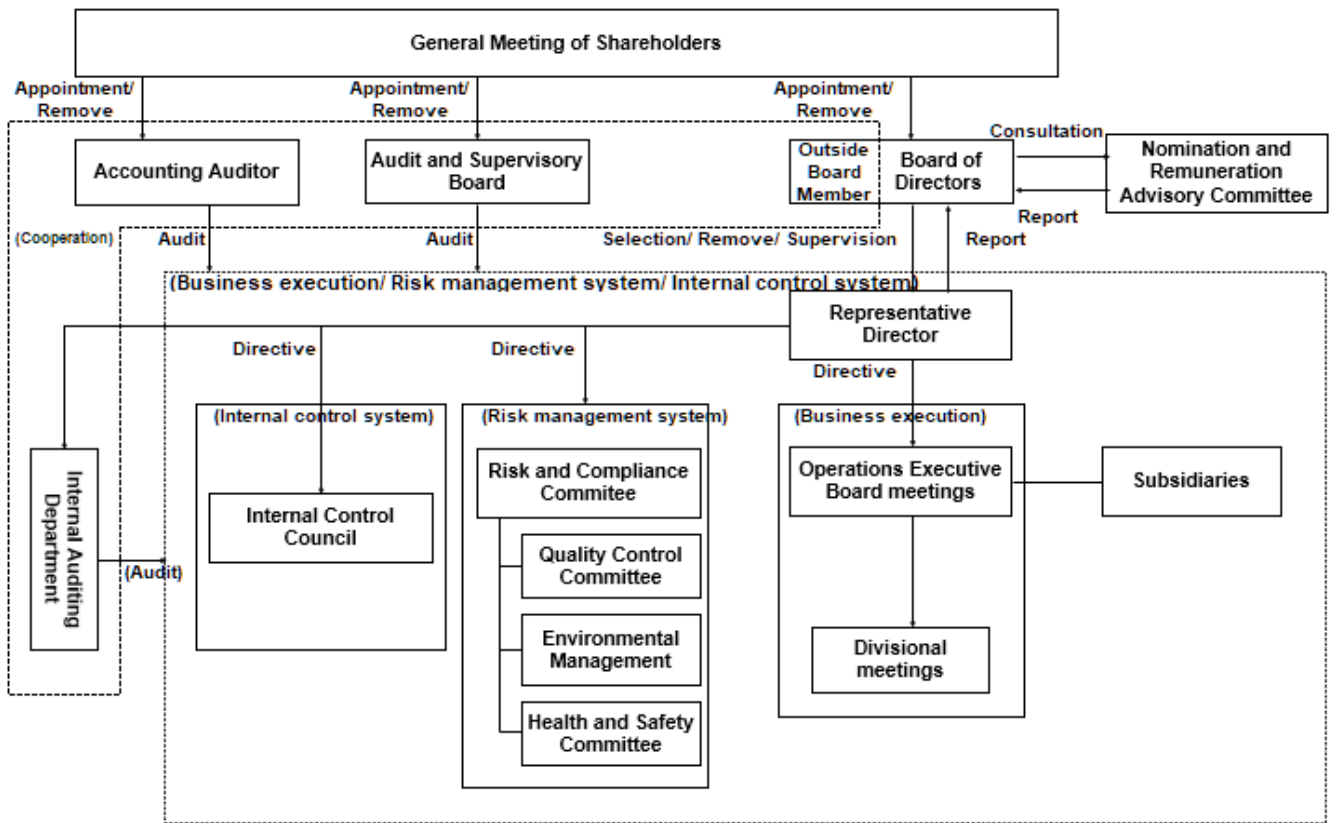 General Meeting of Shareholders
Appointment/
Remove
Appointment/
Remove
Appointment/
Remove
Accounting Auditor
Audit and Supervisory
Board
Outside
Board
Member
Board of
Directors
Consultation
Report
Nomination and
Remuneration
Advisory Committee
(Cooperation)
Audit
Audit
Selection/ Remove/ Supervision
Report
(Business execution/ Risk management system/ Internal control system)
Representative
Director
Directive
Directive
Directive
(Internal control system)
(Risk management system)
(Business execution)
Internal Auditing
Department
(Audit)
Internal Control
Council
Risk and Compliance
Commitee
Quality Control
Committee
Environmental
Management
Health and Safety
Committee
Operations Executive
Board meetings
Subsidiaries
Divisional
meetings